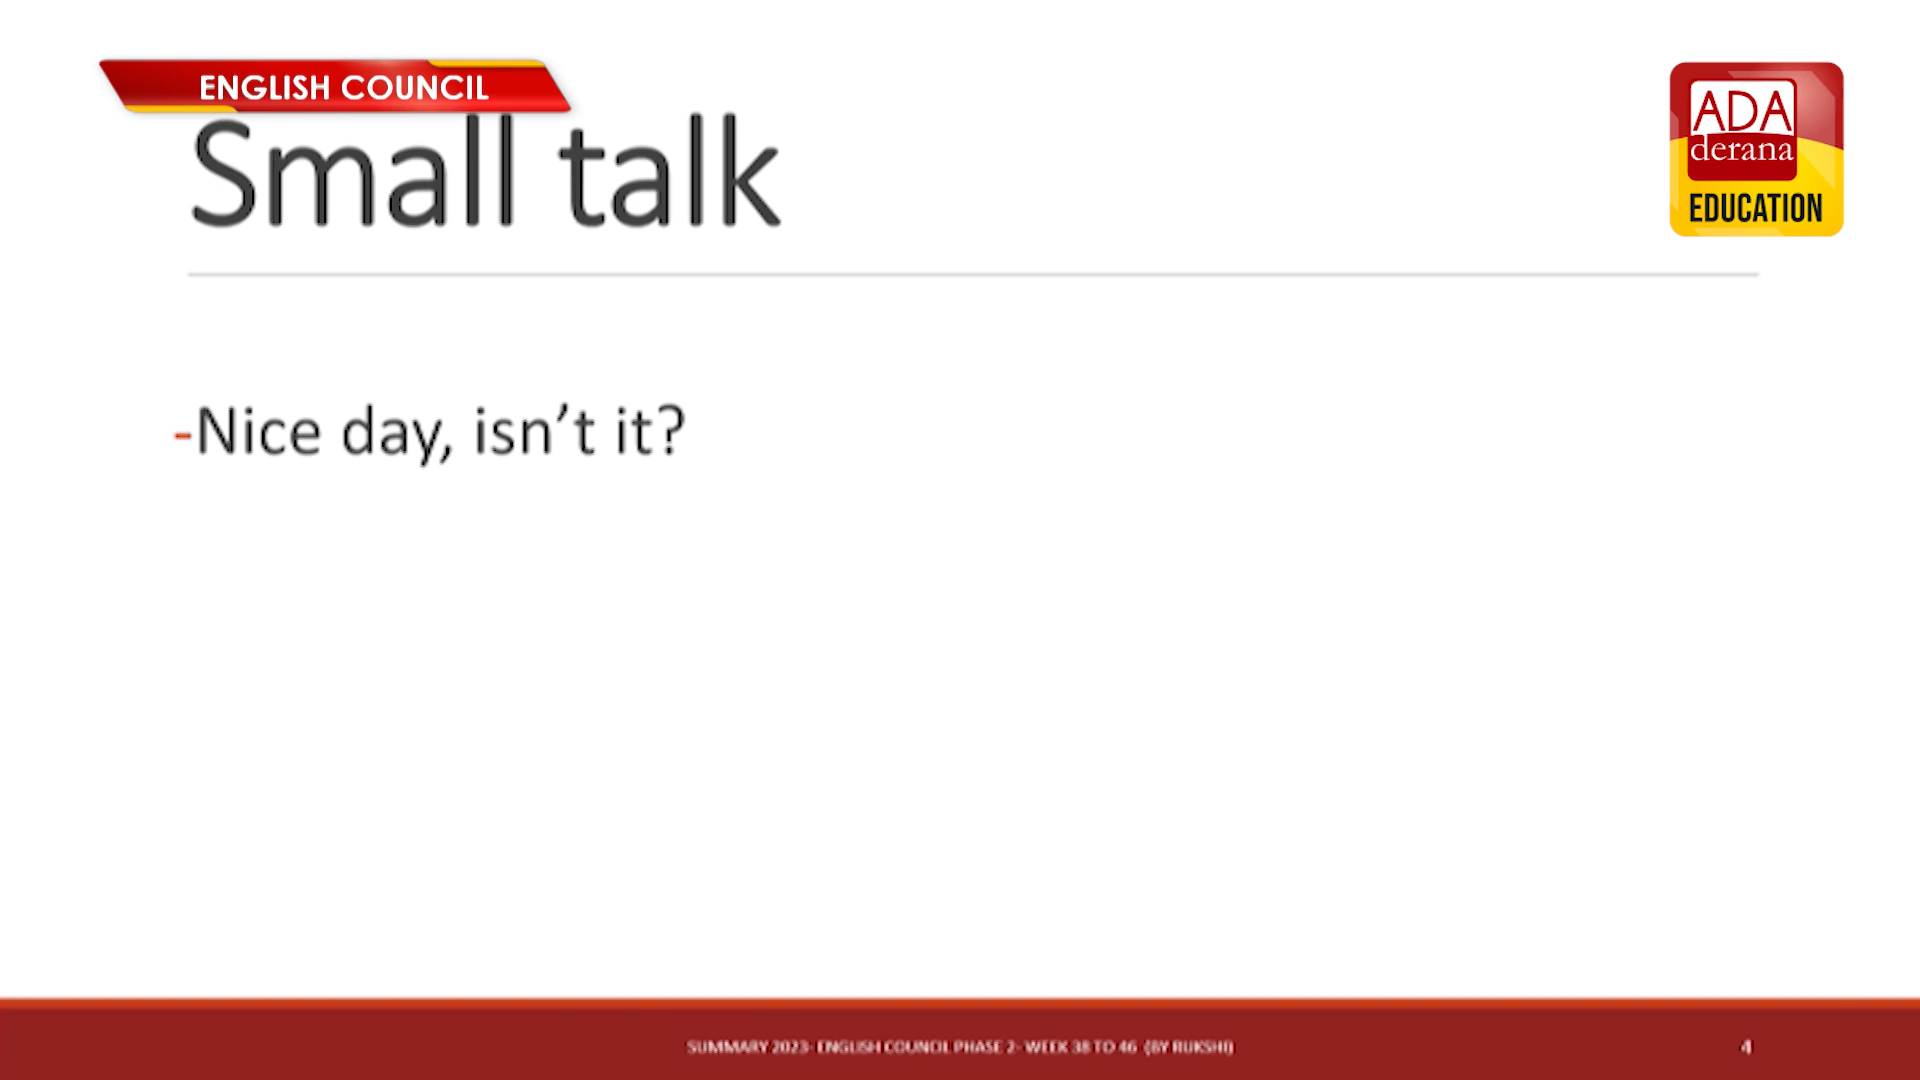 ENGLISH COUNCIL
Small talk
ADA
derana
EDUCATION
-Nice day, isn’t it?
SUMMARY 2023- ENGLISH COUNCIL PHASE 2- WEEK 38 TO 46 (BY RUKSHI)
4